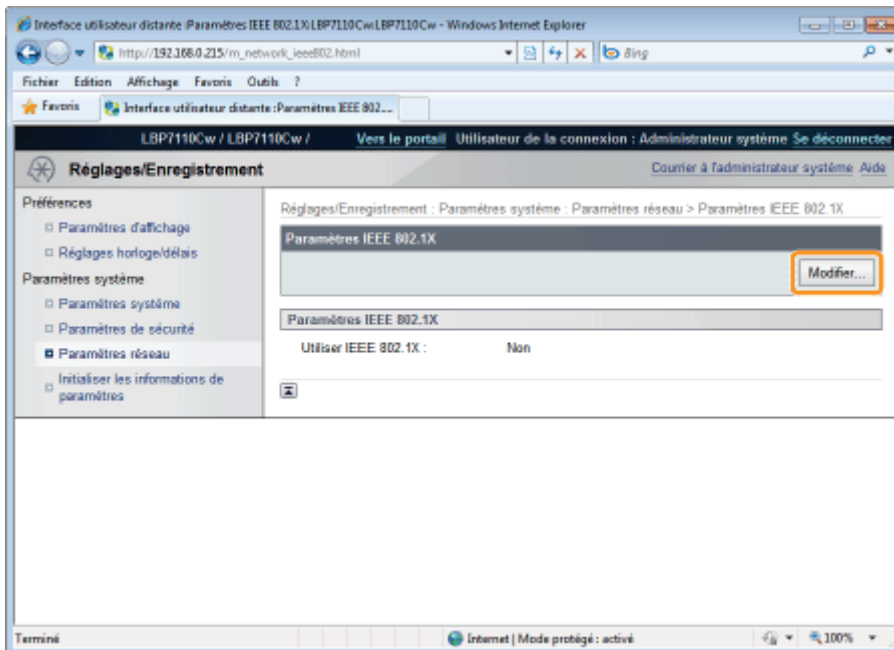 Interface utilisateur distante :Paramètres IEEE 802.1X:LBP7110Cw:LBP7110Cw - Windows Internet Explorer
http://192.168.0.215/m_network_ieee802.html
Bing
Fichier Edition Affichage Favoris Outils ?
Favoris Interface utilisateur distante :Paramètres IEEE 802....
LBP7110Cw / LBP7110Cw / Vers le portail Utilisateur de la connexion : Administrateur système Se déconnecter
Réglages/Enregistrement Courrier à l'administrateur système Aide
Préférences
Paramètres d'affichage
Réglages horloge/délais
Paramètres système
Paramètres système
Paramètres de sécurité
Paramètres réseau
Initialiser les informations de
paramètres
Réglages/Enregistrement : Paramètres système : Paramètres réseau > Paramètres IEEE 802.1X
Paramètres IEEE 802.1X
Modifier...
Paramètres IEEE 802.1X
Utiliser IEEE 802.1X : Non
Terminé Internet | Mode protégé : activé 100%